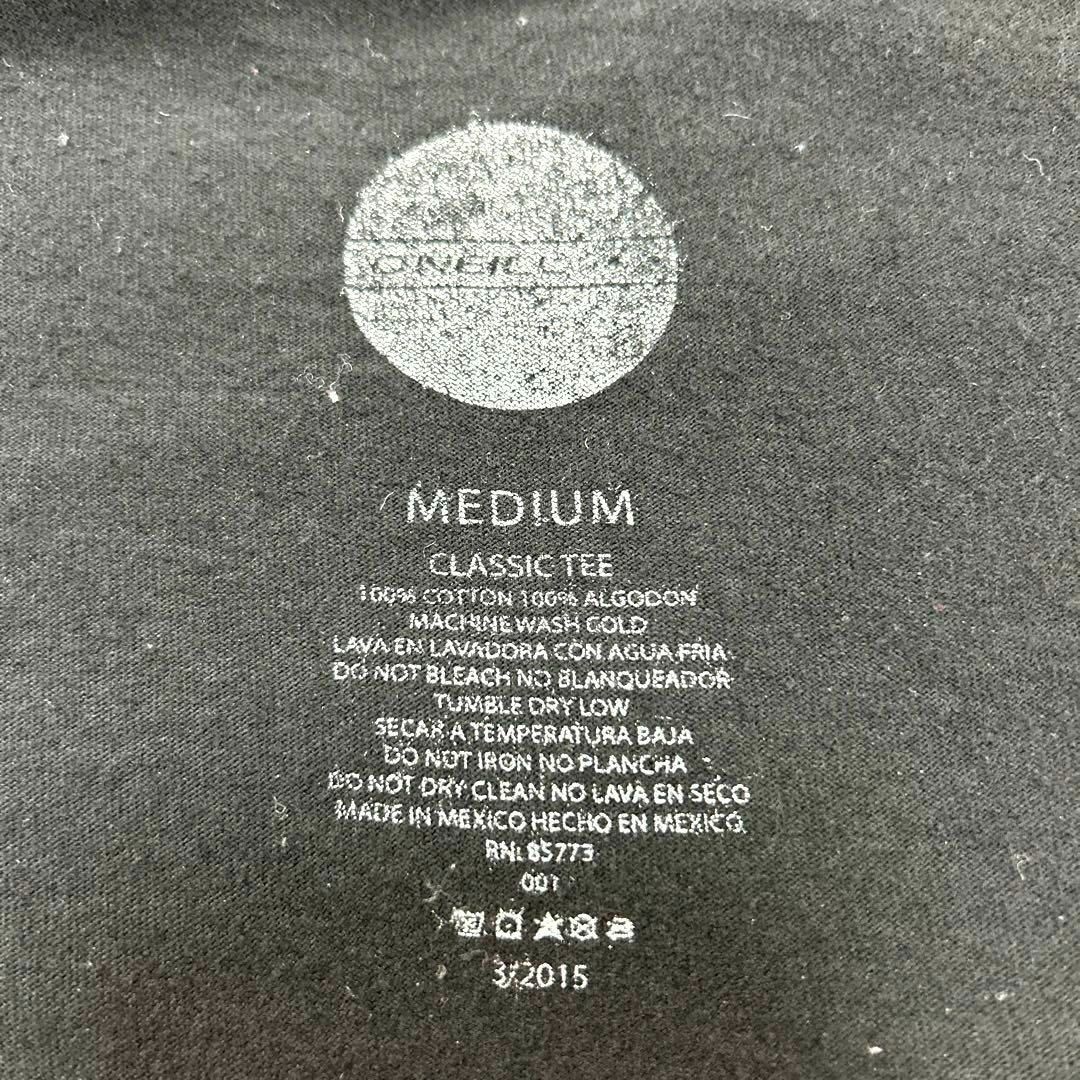 O'NEILL
MEDIUM
CLASSIC TEE
100% COTTON 100% ALGODON
MACHINE WASH COLD
LAVA EN LAVADORA CON AGUA FRIA
DO NOT BLEACH NO BLANQUEADOR
TUMBLE DRY LOW
SECAR A TEMPERATURA BAJA
DO NOT IRON NO PLANCHA
DO NOT DRY CLEAN NO LAVA EN SECO
MADE IN MEXICO HECHO EN MEXICO
RN: 85773
001
3/2015